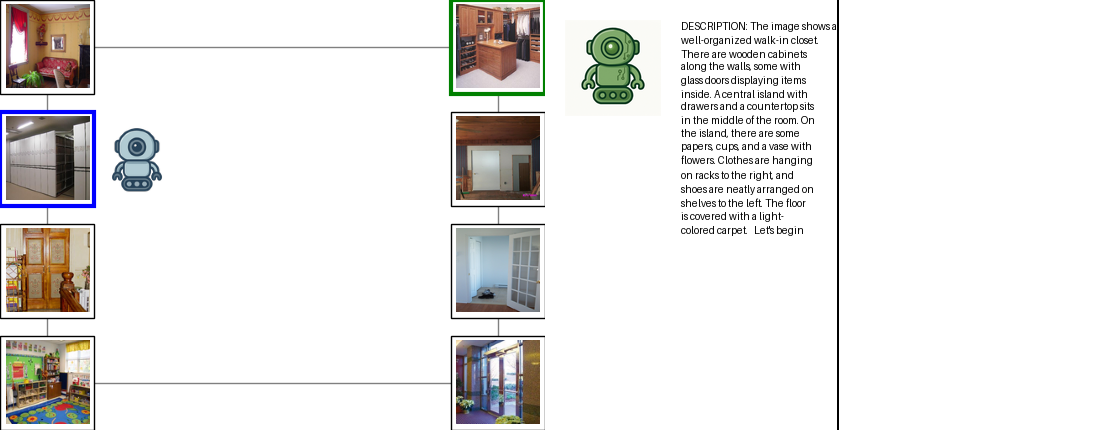 DESCRIPTION: The image shows a
well-organized walk-in closet.
There are wooden cabinets
along the walls, some with
glass doors displaying items
inside. A central island with
drawers and a countertop sits
in the middle of the room. On
the island, there are some
papers, cups, and a vase with
flowers. Clothes are hanging
on racks to the right, and
shoes are neatly arranged on
shelves to the left. The floor
is covered with a light-
colored carpet.   Let's begin